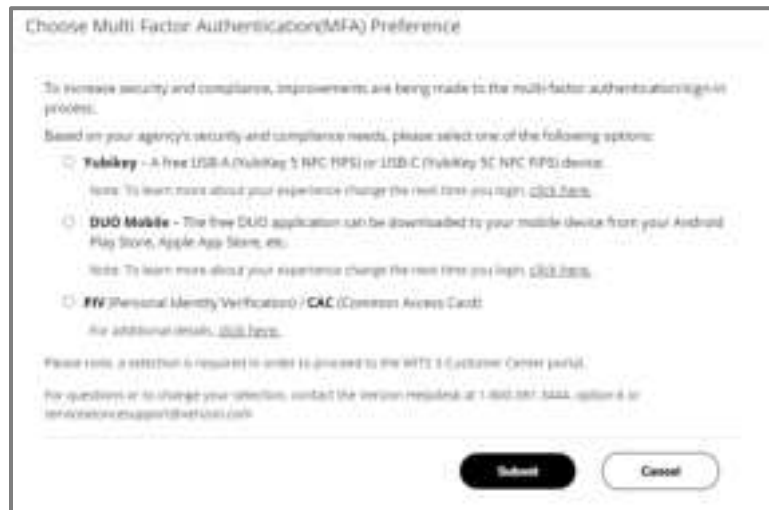 Choose Multi Factor Authentication(MFA) Preference
To increase security and compliance, improvements are being made to the multi-factor authentication/sign-in
process.
Based on your agency's security and compliance needs, please select one of the following options:
Yubikey – A free USB-A (YubiKey 5 NFC FIPS) or USB-C (YubiKey 5C NFC FIPS) device.
Note: To learn more about your experience change the next time you login, click here.
DUO Mobile – The free DUO application can be downloaded to your mobile device from your Android
Play Store, Apple App Store, etc.
Note: To learn more about your experience change the next time you login, click here.
PIV (Personal Identity Verification) / CAC (Common Access Card)
For additional details, click here.
Please note, a selection is required in order to proceed to the WITS 3 Customer Center portal.
For questions or to change your selection, contact the Verizon Helpdesk at option 6 or
Submit
Cancel